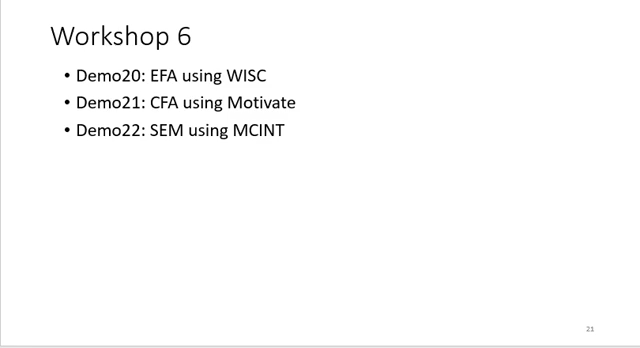 Workshop 6
• Demo20: EFA using WISC
• Demo21: CFA using Motivate
• Demo22: SEM using MCINT
21